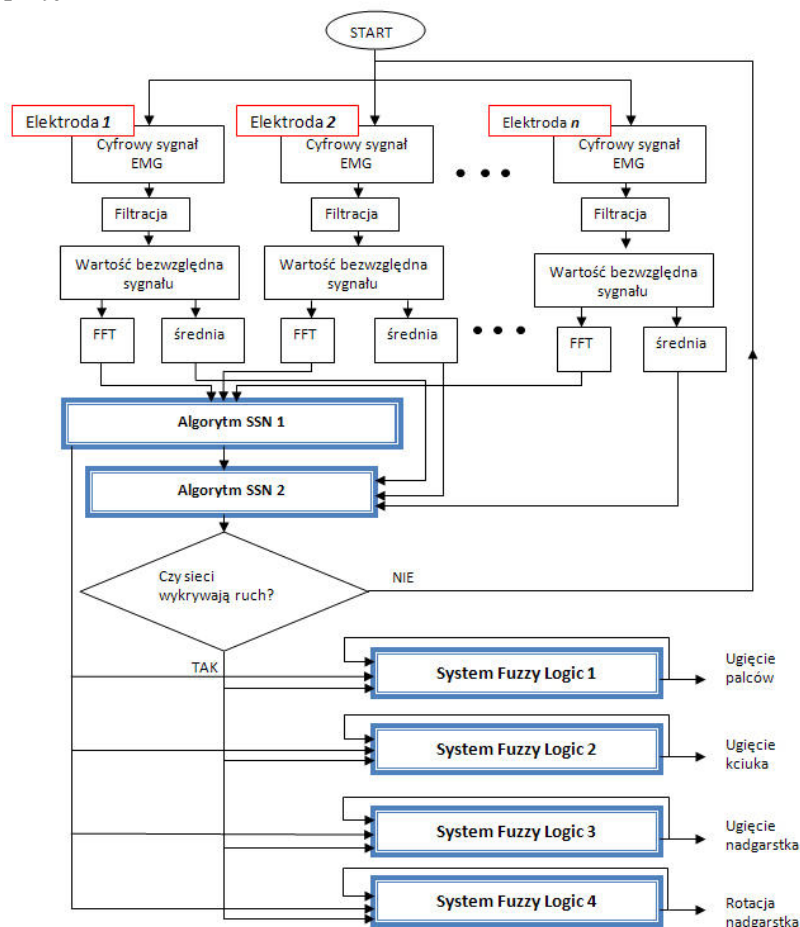 START
Elektroda 1
Elektroda 2
Elektroda n
Cyfrowy sygnał
EMG
Cyfrowy sygnał
EMG
Cyfrowy sygnał
EMG
Filtracja
Filtracja
Filtracja
Wartość bezwzględna
sygnału
Wartość bezwzględna
sygnału
Wartość bezwzględna
sygnału
FFT
średnia
FFT
średnia
FFT
średnia
Algorytm SSN 1
Algorytm SSN 2
Czy sieci
wykrywają ruch?
NIE
TAK
System Fuzzy Logic 1
Ugięcie
palców
System Fuzzy Logic 2
Ugięcie
kciuka
System Fuzzy Logic 3
Ugięcie
nadgarstka
System Fuzzy Logic 4
Rotacja
nadgarstka